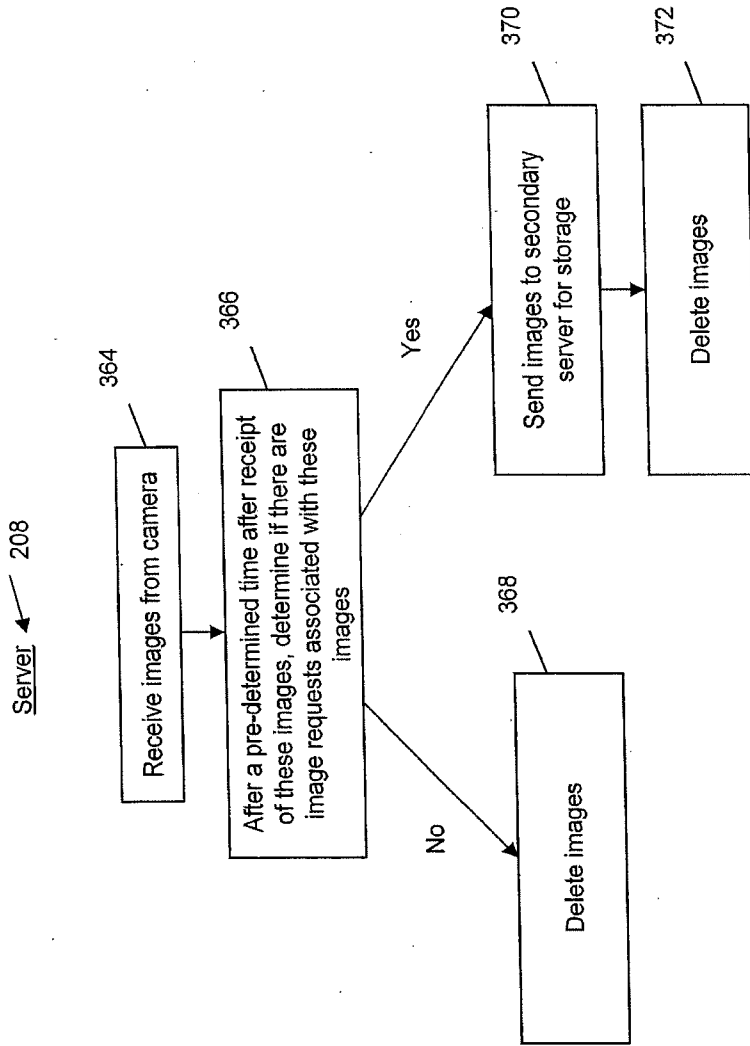 Server 208
364
Receive images from camera
366
After a pre-determined time after receipt
of these images, determine if there are
image requests associated with these
images
No
Yes
368
Delete images
370
Send images to secondary
server for storage
372
Delete images